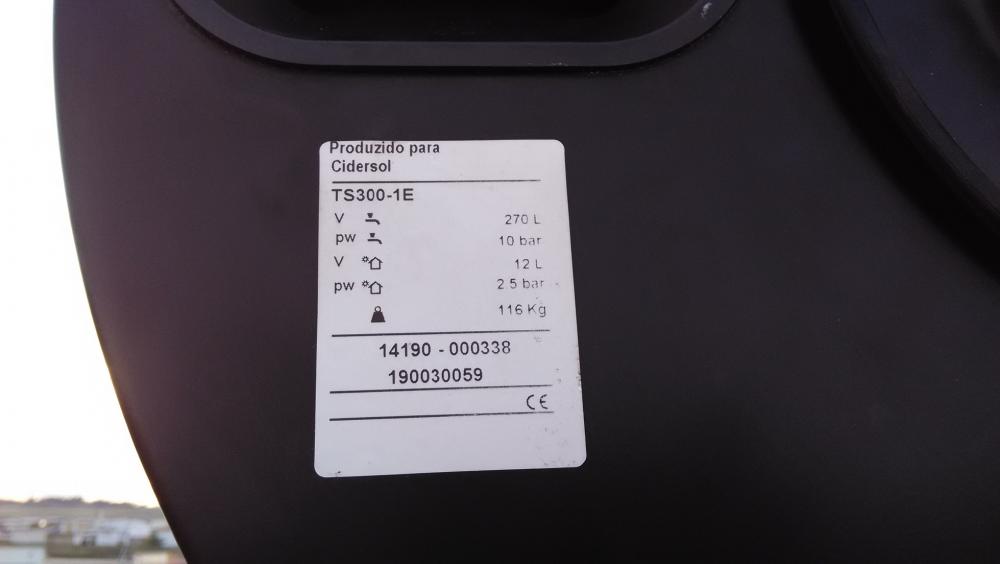 Produzido para
Cidersol
TS300-1E
V 270 L
pw 10 bar
V 12 L
pw 2.5 bar
116 Kg
14190 - 000338
190030059
CE